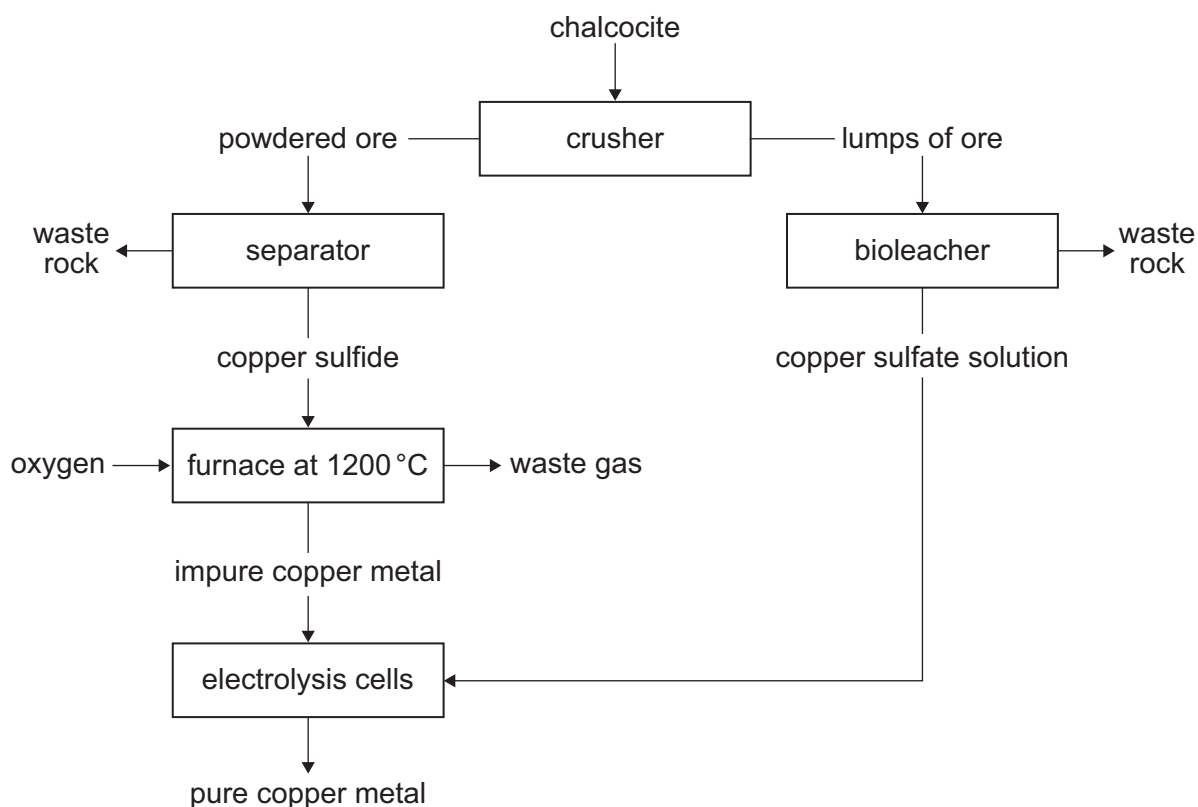 chalcocite
powdered ore
crusher
lumps of ore
waste
rock
separator
bioleacher
waste
rock
copper sulfide
copper sulfate solution
oxygen
furnace at 1200 °C
waste gas
impure copper metal
electrolysis cells
pure copper metal